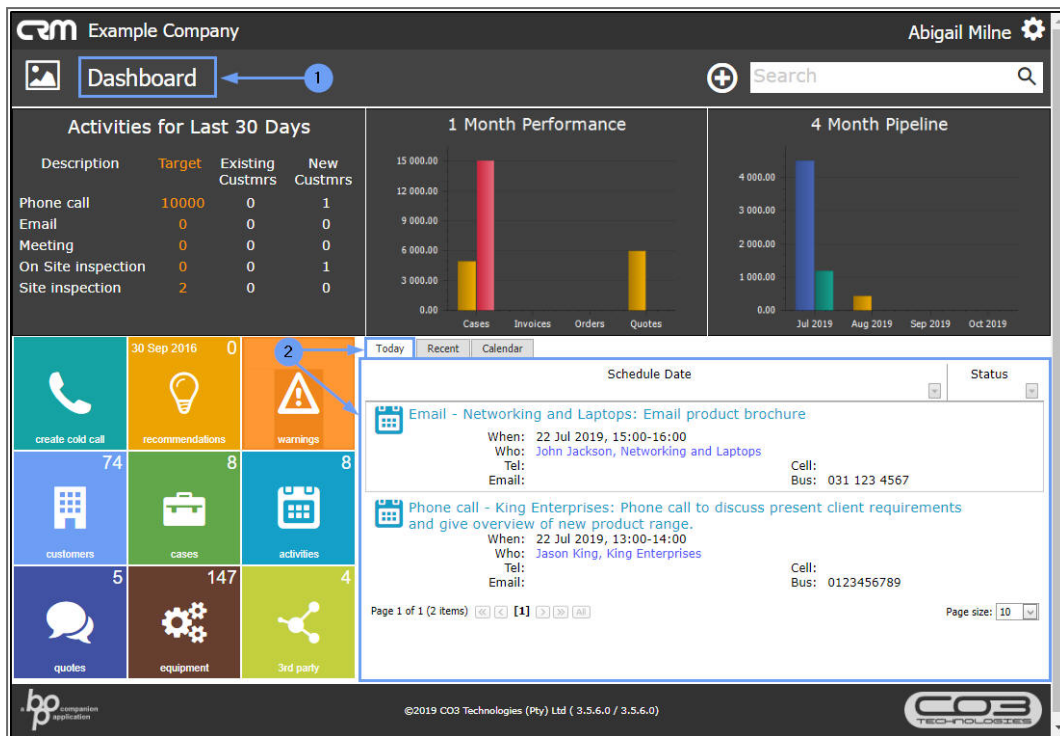 CRM Example Company
Abigail Milne
Dashboard
1
Search
Activities for Last 30 Days
Description Target Existing Custmrs New Custmrs
Phone call 10000 0 1
Email 0 0 0
Meeting 0 0 0
On Site inspection 0 0 1
Site inspection 2 0 0
1 Month Performance
15 000.00
12 000.00
9 000.00
6 000.00
3 000.00
0.00
Cases Invoices Orders Quotes
4 Month Pipeline
4 000.00
3 000.00
2 000.00
1 000.00
0.00
Jul 2019 Aug 2019 Sep 2019 Oct 2019
create cold call
30 Sep 2016 0
recommendations
warnings
74
customers
8
cases
8
activities
5
quotes
147
equipment
4
3rd party
2
Today Recent Calendar
Schedule Date Status
Email - Networking and Laptops: Email product brochure
When: 22 Jul 2019, 15:00-16:00
Who: John Jackson, Networking and Laptops
Tel: Cell:
Email: Bus: 031 123 4567
Phone call - King Enterprises: Phone call to discuss present client requirements
and give overview of new product range.
When: 22 Jul 2019, 13:00-14:00
Who: Jason King, King Enterprises
Tel: Cell:
Email: Bus: 0123456789
Page 1 of 1 (2 items) [1] All Page size: 10
a bpo companion
application
©2019 CO3 Technologies (Pty) Ltd ( 3.5.6.0 / 3.5.6.0)
CO3
TECHNOLOGIES